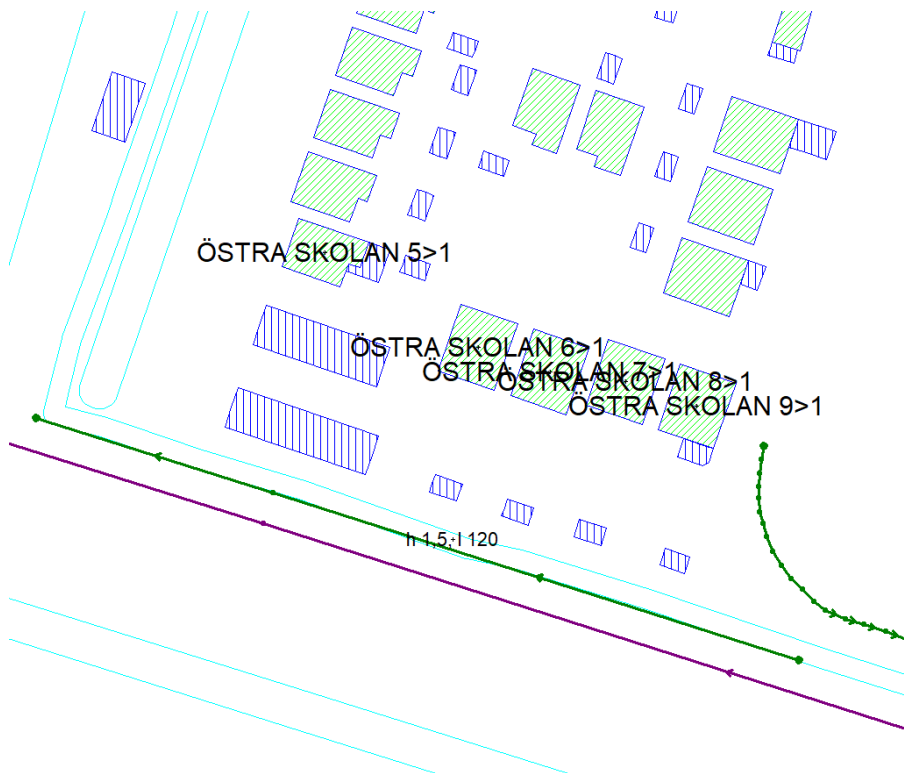 ÖSTRA SKOLAN 5>1
ÖSTRA SKOLAN 6>1
ÖSTRA SKOLAN 7>1
ÖSTRA SKOLAN 8>1
ÖSTRA SKOLAN 9>1
h 1,5, l 120